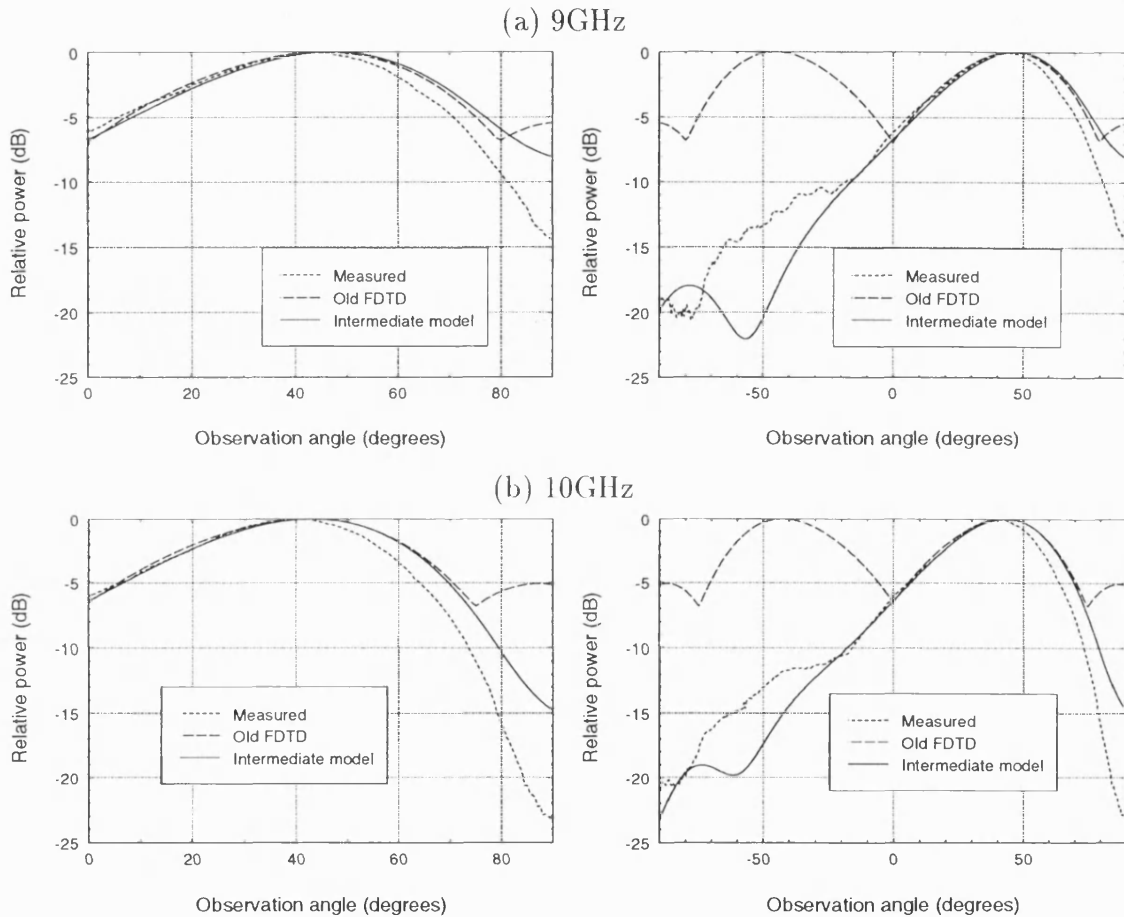 (a) 9GHz
0
-5
-10
-15
-20
-25
Relative power (dB)
Measured
Old FDTD
Intermediate model
0
20
40
60
80
Observation angle (degrees)
0
-5
-10
-15
-20
-25
Relative power (dB)
Measured
Old FDTD
Intermediate model
-50
0
50
Observation angle (degrees)
(b) 10GHz
0
-5
-10
-15
-20
-25
Relative power (dB)
Measured
Old FDTD
Intermediate model
0
20
40
60
80
Observation angle (degrees)
0
-5
-10
-15
-20
-25
Relative power (dB)
Measured
Old FDTD
Intermediate model
-50
0
50
Observation angle (degrees)